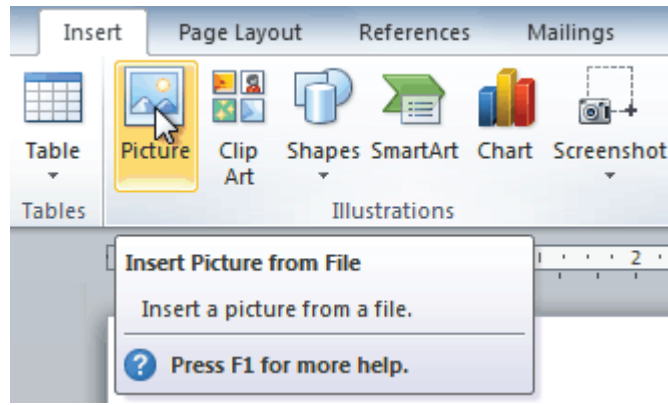 Insert Page Layout References Mailings
Table Picture Clip Art Shapes SmartArt Chart Screenshot
Tables Illustrations
2
Insert Picture from File
Insert a picture from a file.
? Press F1 for more help.